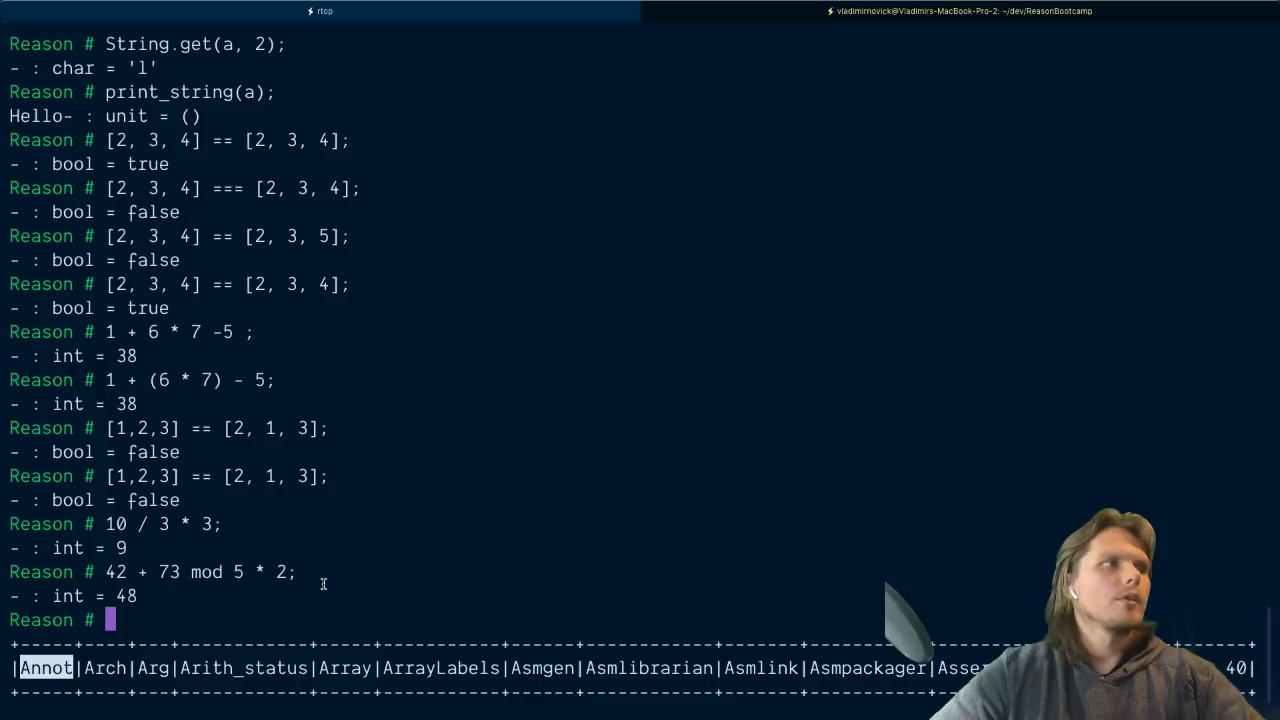 ⚡ rtop
⚡ vladimirnovick@Vladimirs-MacBook-Pro-2: ~/dev/ReasonBootcamp
Reason # String.get(a, 2);
- : char = 'l'
Reason # print_string(a);
Hello- : unit = ()
Reason # [2, 3, 4] == [2, 3, 4];
- : bool = true
Reason # [2, 3, 4] === [2, 3, 4];
- : bool = false
Reason # [2, 3, 4] == [2, 3, 5];
- : bool = false
Reason # [2, 3, 4] == [2, 3, 4];
- : bool = true
Reason # 1 + 6 * 7 -5 ;
- : int = 38
Reason # 1 + (6 * 7) - 5;
- : int = 38
Reason # [1,2,3] == [2, 1, 3];
- : bool = false
Reason # [1,2,3] == [2, 1, 3];
- : bool = false
Reason # 10 / 3 * 3;
- : int = 9
Reason # 42 + 73 mod 5 * 2;
- : int = 48
Reason #
|Annot|Arch|Arg|Arith_status|Array|ArrayLabels|Asmgen|Asmlibrarian|Asmlink|Asmpackager| 40|